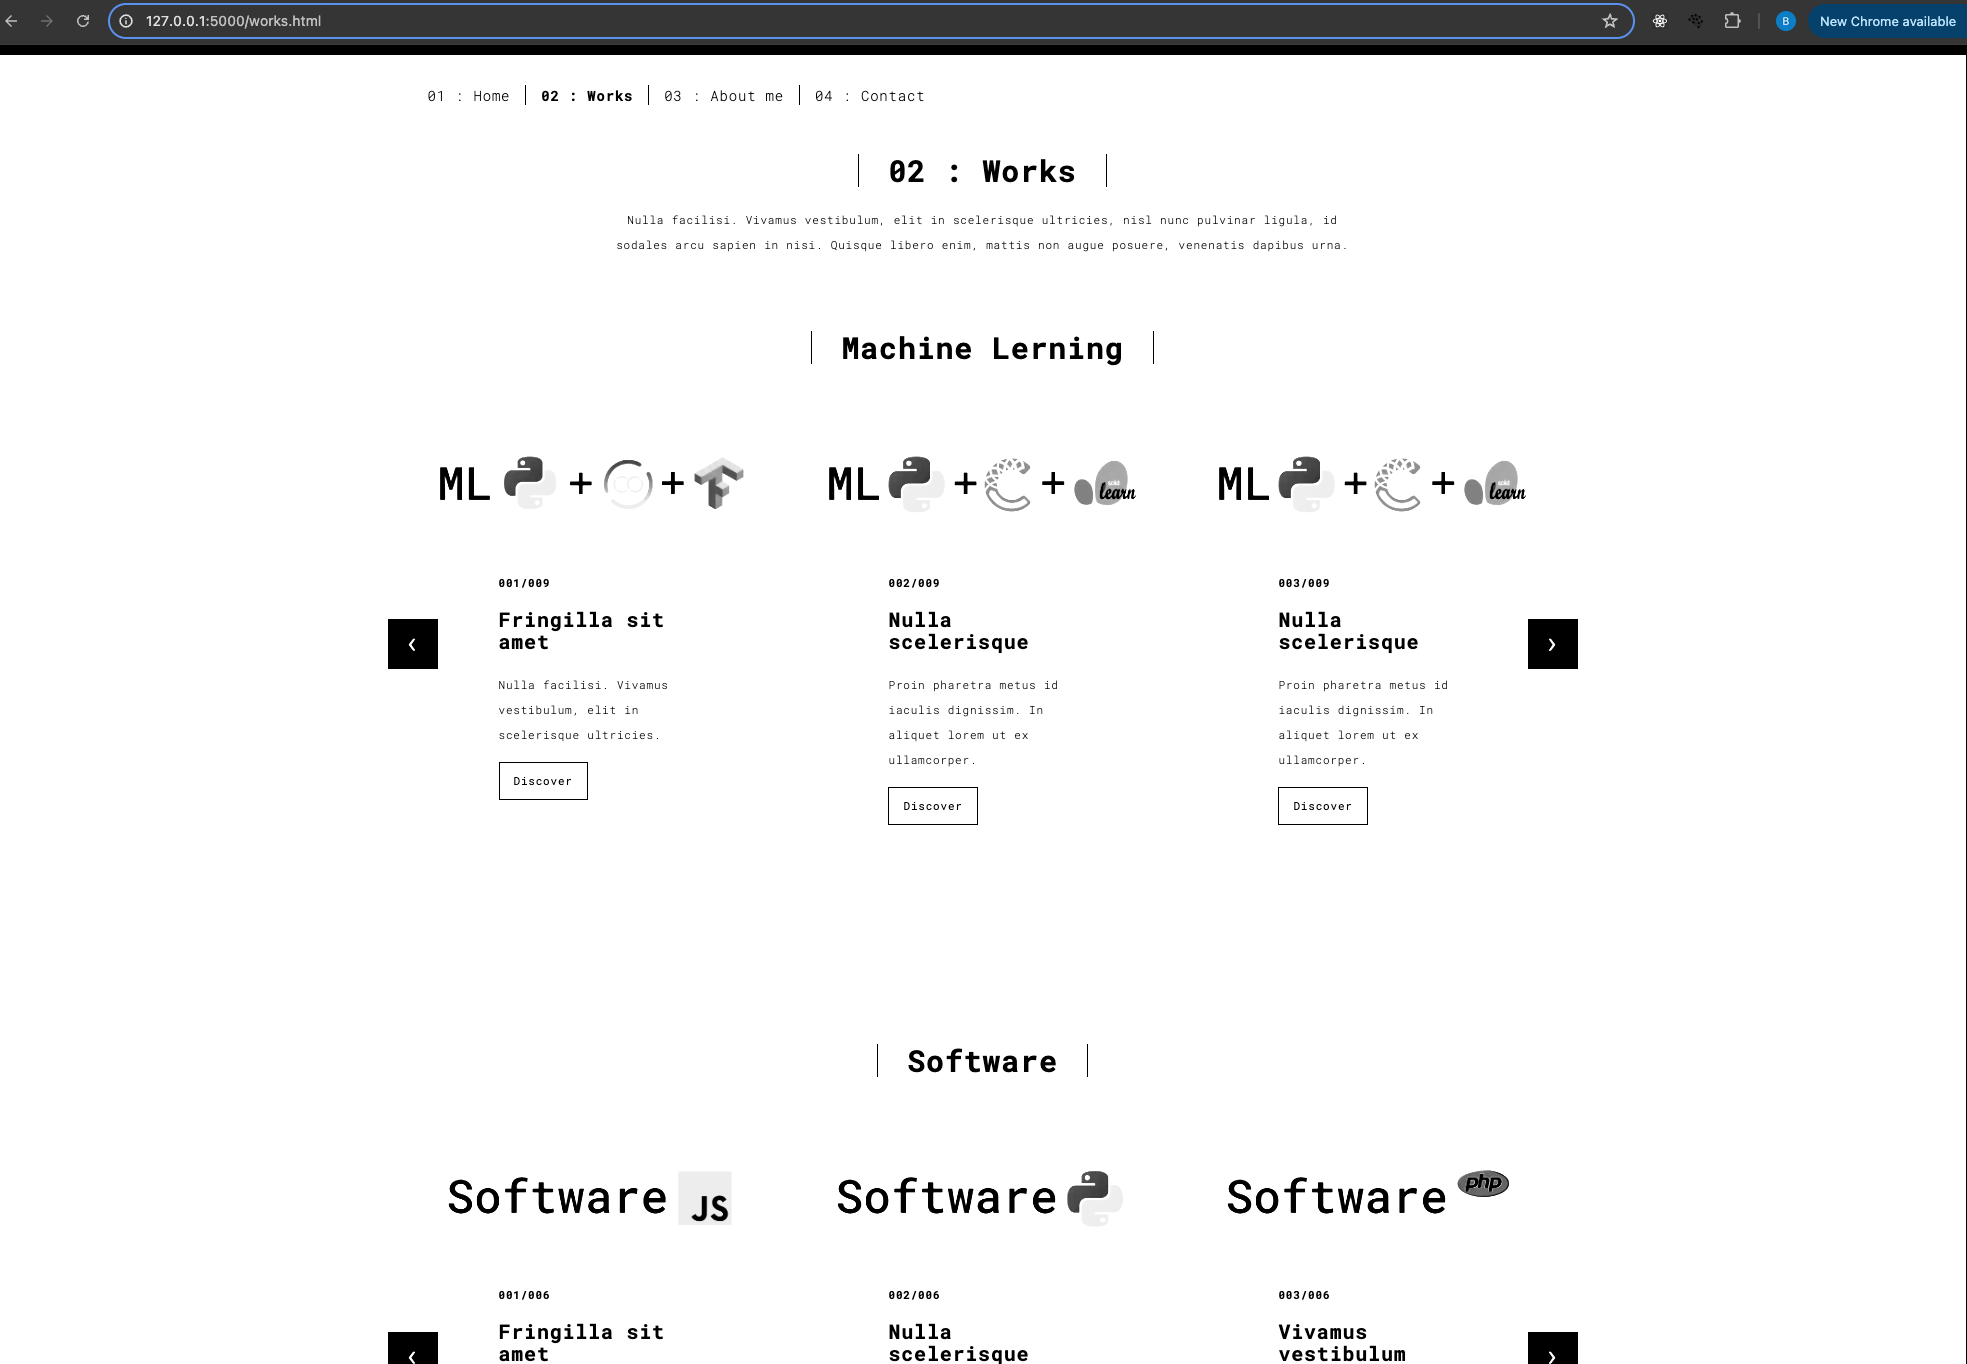 127.0.0.1:5000/works.html
B
New Chrome available
01 : Home
02 : Works
03 : About me
04 : Contact
02 : Works
Nulla facilisi. Vivamus vestibulum, elit in scelerisque ultricies, nisl nunc pulvinar ligula, id
sodales arcu sapien in nisi. Quisque libero enim, mattis non augue posuere, venenatis dapibus urna.
Machine Lerning
ML + CO +
ML + + scikit learn
ML + + scikit learn
001/009
Fringilla sit
amet
Nulla facilisi. Vivamus
vestibulum, elit in
scelerisque ultricies.
Discover
002/009
Nulla
scelerisque
Proin pharetra metus id
iaculis dignissim. In
aliquet lorem ut ex
ullamcorper.
Discover
003/009
Nulla
scelerisque
Proin pharetra metus id
iaculis dignissim. In
aliquet lorem ut ex
ullamcorper.
Discover
‹
›
Software
Software JS
Software
Software php
001/006
Fringilla sit
amet
002/006
Nulla
scelerisque
003/006
Vivamus
vestibulum
‹
›